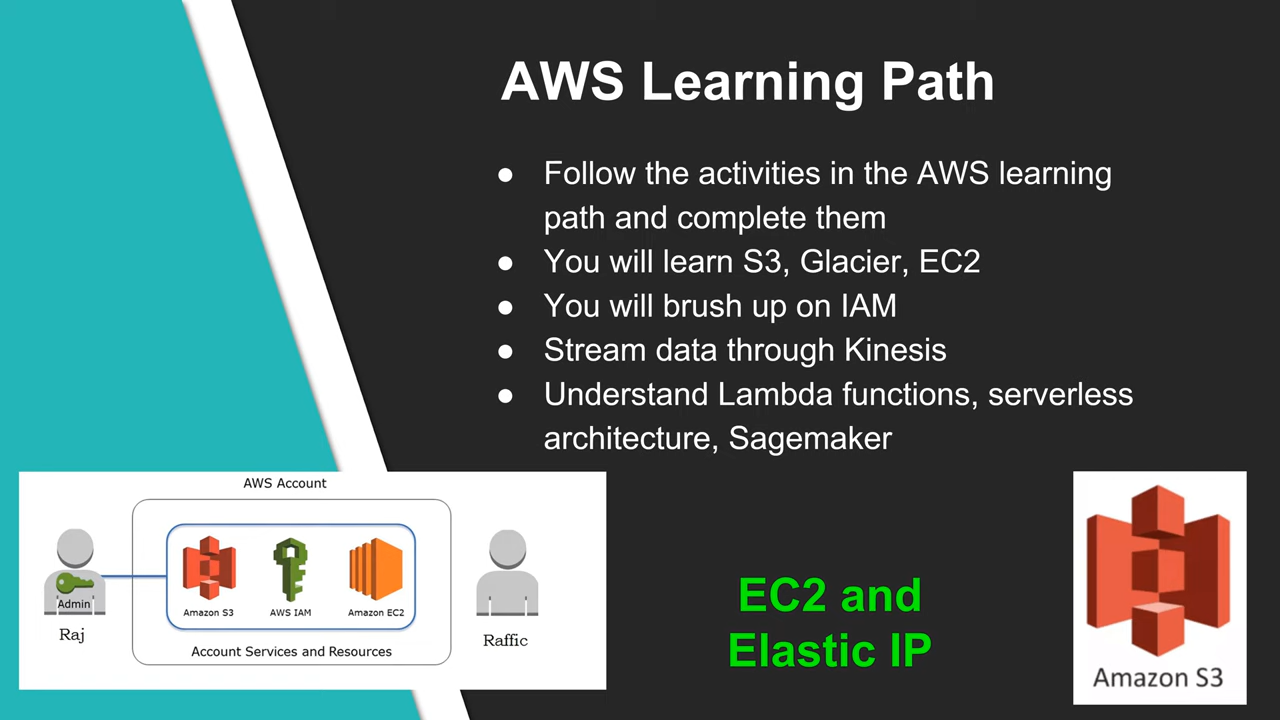 AWS Learning Path
● Follow the activities in the AWS learning
path and complete them
● You will learn S3, Glacier, EC2
● You will brush up on IAM
● Stream data through Kinesis
● Understand Lambda functions, serverless
architecture, Sagemaker
AWS Account
Admin
Raj
Amazon S3
AWS IAM
Amazon EC2
Account Services and Resources
Raffic
EC2 and
Elastic IP
Amazon S3